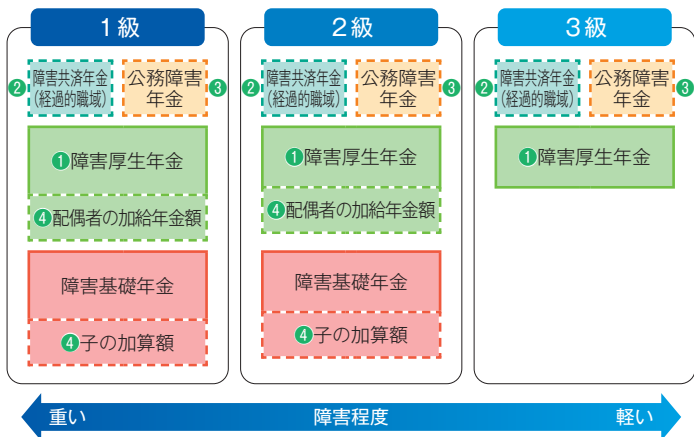 1級
❷
障害共済年金
(経過的職域)
公務障害
年金
❸
❶障害厚生年金
❹配偶者の加給年金額
障害基礎年金
❹子の加算額
2級
❷
障害共済年金
(経過的職域)
公務障害
年金
❸
❶障害厚生年金
❹配偶者の加給年金額
障害基礎年金
❹子の加算額
3級
❷
障害共済年金
(経過的職域)
公務障害
年金
❸
❶障害厚生年金
重い 障害程度 軽い